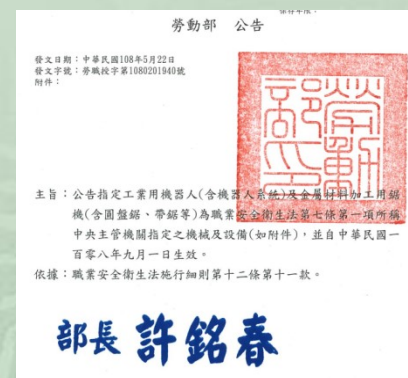 勞動部 公告
發文日期：中華民國108年5月22日
發文字號：勞職授字第1080201940號
附件：
勞動部印
主旨：公告指定工業用機器人(含機器人系統)及金屬材料加工用鋸
機(含圓盤鋸、帶鋸等)為職業安全衛生法第七條第一項所稱
中央主管機關指定之機械及設備(如附件)，並自中華民國一
百零八年九月一日生效。
依據：職業安全衛生法施行細則第十二條第十一款。
部長 許銘春